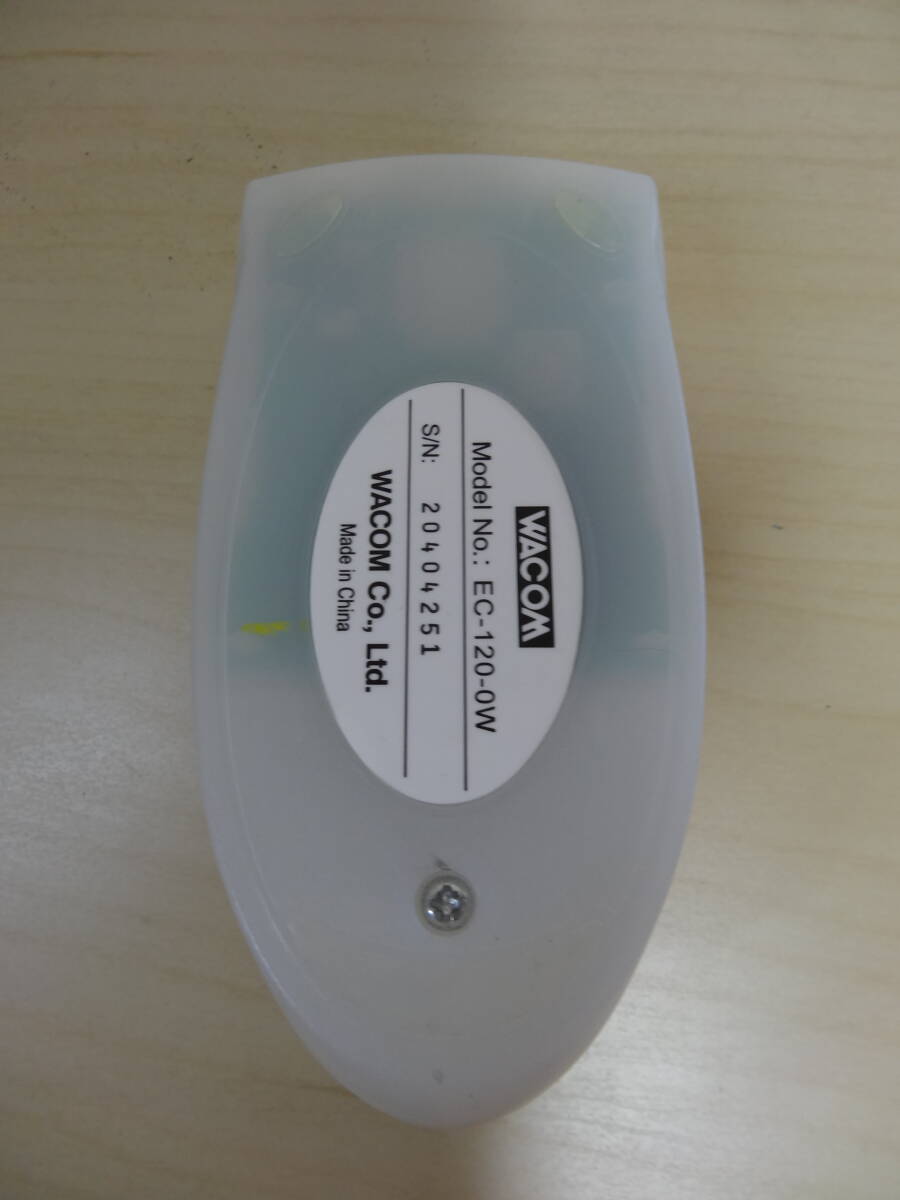 WACOM
Model No.: EC-120-0W
S/N: 20404251
WACOM Co., Ltd.
Made in China